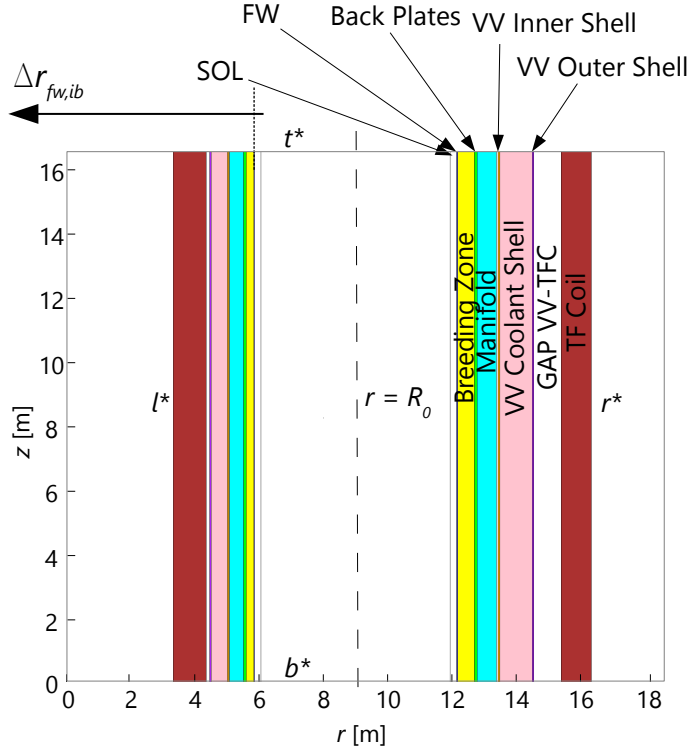 FW
Back Plates
VV Inner Shell
SOL
VV Outer Shell
Δr_fw,ib
t*
16
14
12
10
8
6
4
2
0
z [m]
l*
r = R_0
r*
b*
Breeding Zone
Manifold
VV Coolant Shell
GAP VV-TFC
TF Coil
0
2
4
6
8
10
12
14
16
18
r [m]